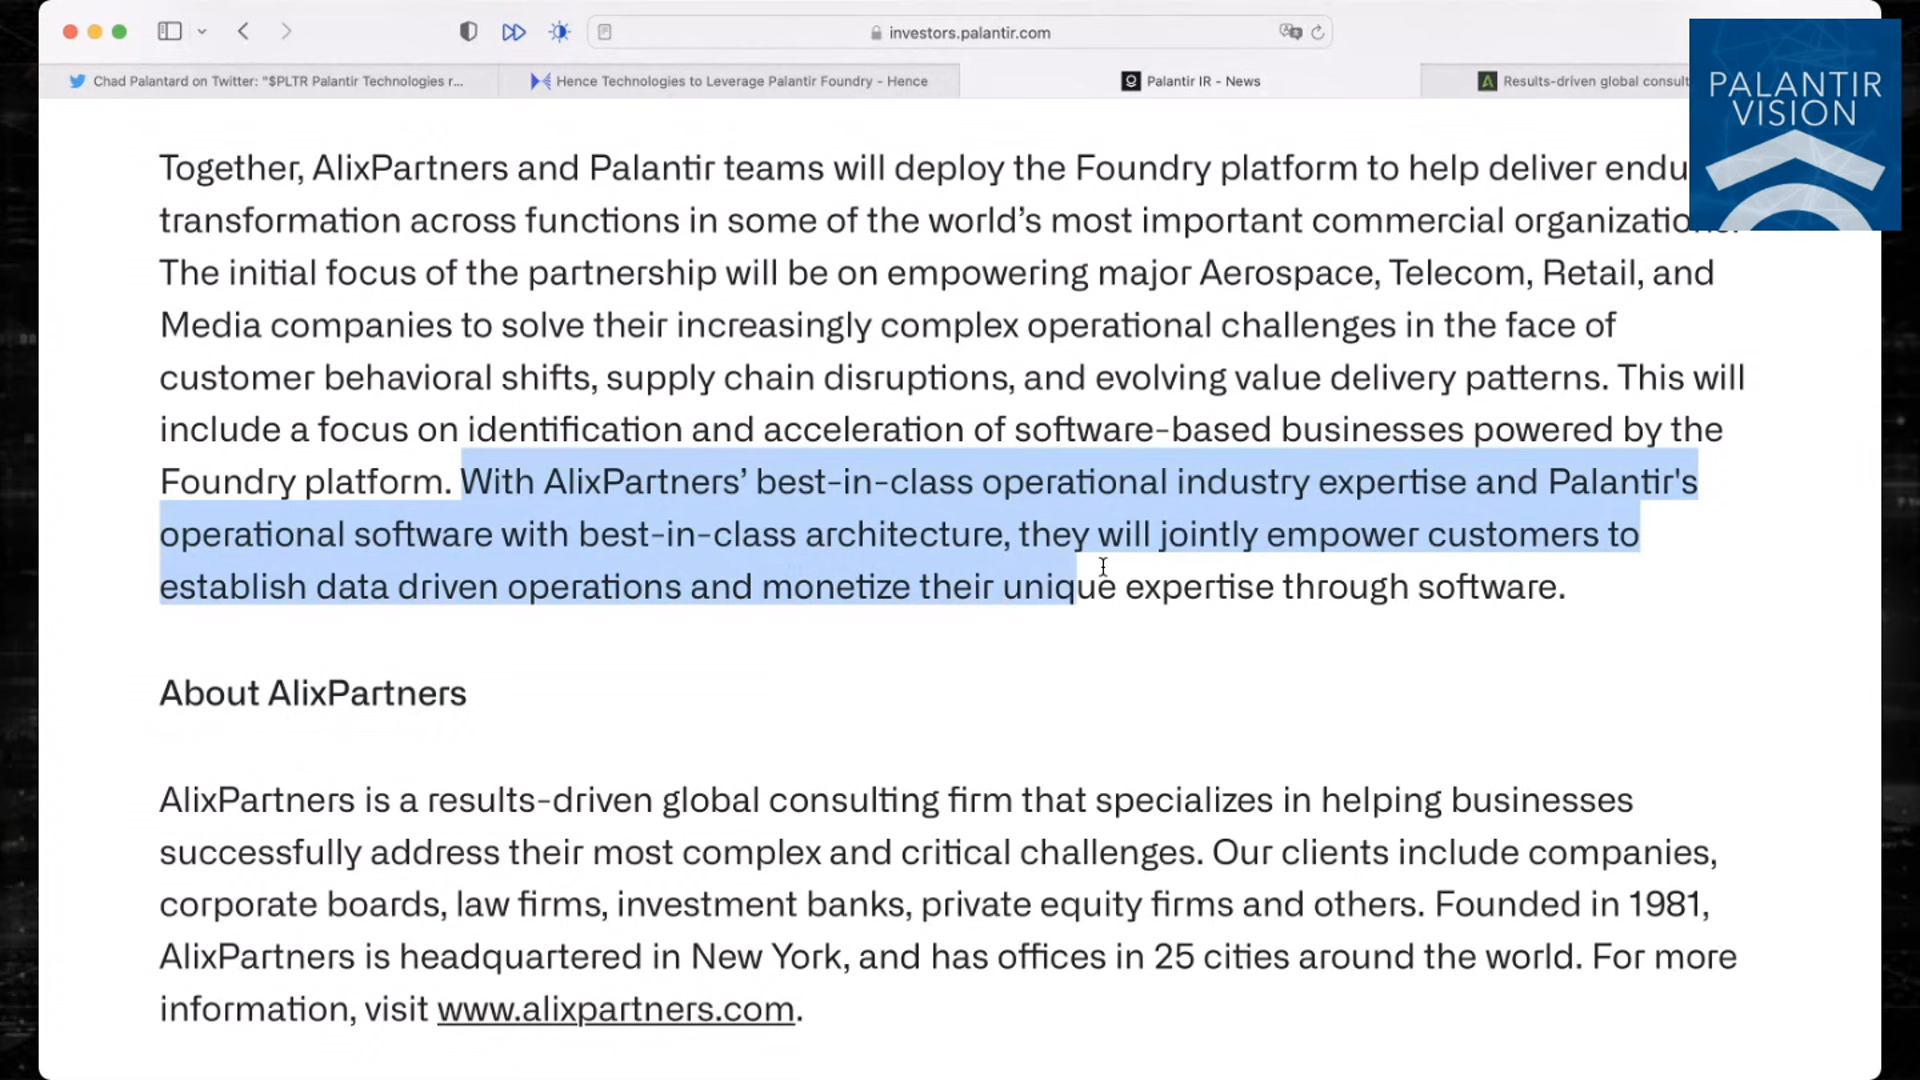 investors.palantir.com
Chad Palantard on Twitter: "$PLTR Palantir Technologies r...
Hence Technologies to Leverage Palantir Foundry - Hence
Palantir IR - News
Results-driven global consult
PALANTIR
VISION
Together, AlixPartners and Palantir teams will deploy the Foundry platform to help deliver endu
transformation across functions in some of the world's most important commercial organizatio
The initial focus of the partnership will be on empowering major Aerospace, Telecom, Retail, and
Media companies to solve their increasingly complex operational challenges in the face of
customer behavioral shifts, supply chain disruptions, and evolving value delivery patterns. This will
include a focus on identification and acceleration of software-based businesses powered by the
Foundry platform. With AlixPartners' best-in-class operational industry expertise and Palantir's
operational software with best-in-class architecture, they will jointly empower customers to
establish data driven operations and monetize their unique expertise through software.
About AlixPartners
AlixPartners is a results-driven global consulting firm that specializes in helping businesses
successfully address their most complex and critical challenges. Our clients include companies,
corporate boards, law firms, investment banks, private equity firms and others. Founded in 1981,
AlixPartners is headquartered in New York, and has offices in 25 cities around the world. For more
information, visit www.alixpartners.com.